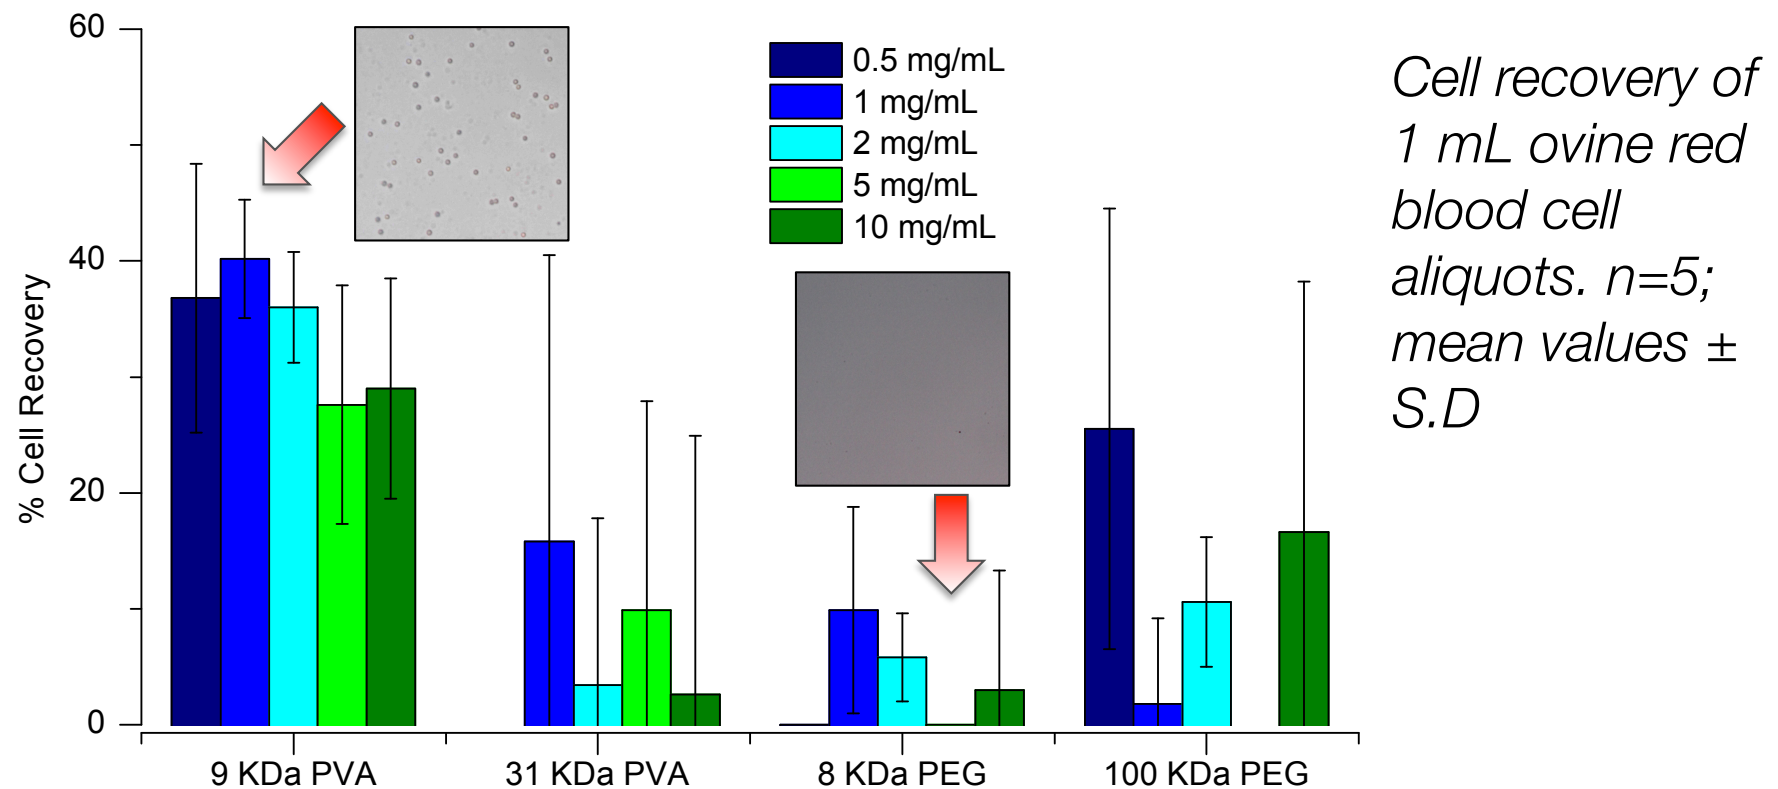 60
40
20
0
% Cell Recovery
0.5 mg/mL
1 mg/mL
2 mg/mL
5 mg/mL
10 mg/mL
9 KDa PVA
31 KDa PVA
8 KDa PEG
100 KDa PEG
Cell recovery of
1 mL ovine red
blood cell
aliquots. n=5;
mean values ±
S.D